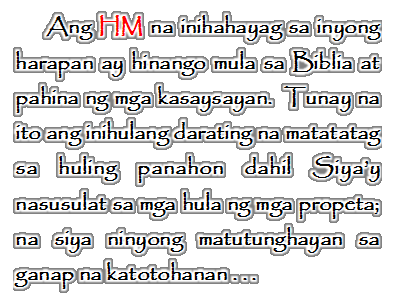 Ang HM na inihahayag sa inyong
harapan ay hinango mula sa Biblia at
pahina ng mga kasaysayan. Tunay na
ito ang inihulang darating na matatatag
sa huling panahon dahil Siya'y
nasusulat sa mga hula ng mga propeta;
na siya ninyong matutunghayan sa
ganap na katotohanan . . .